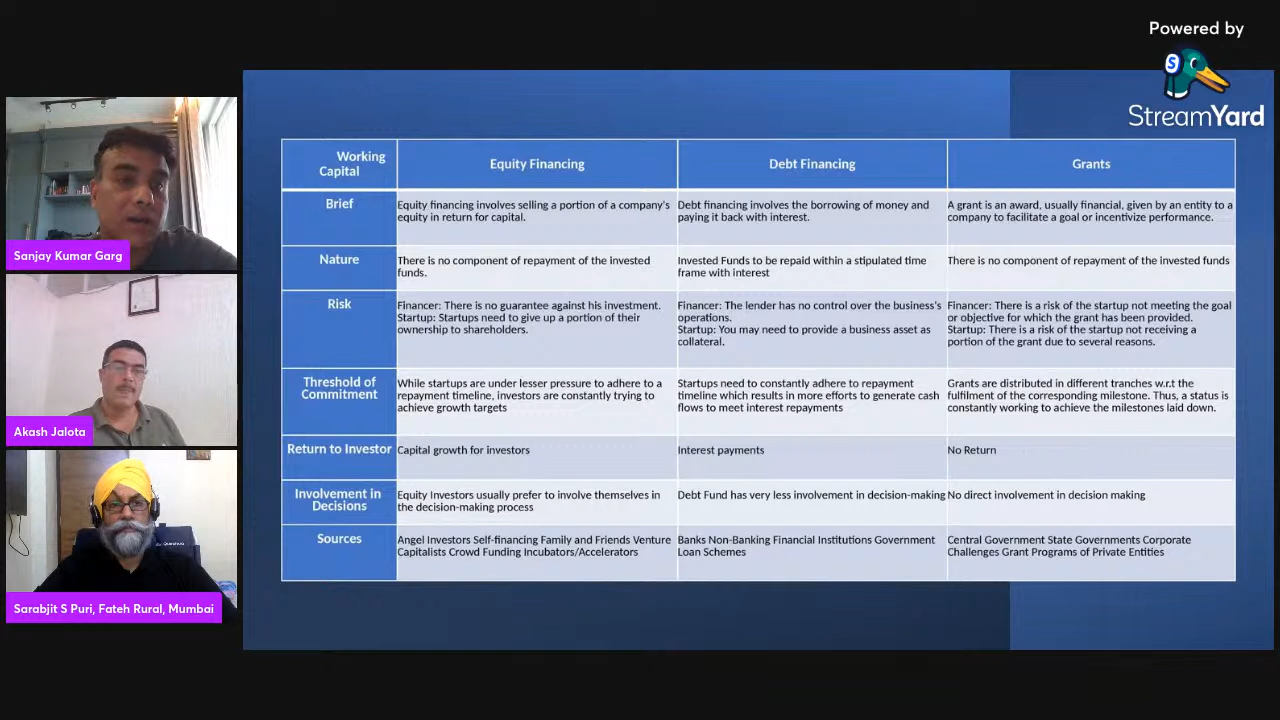 Powered by
StreamYard
Sanjay Kumar Garg
Akash Jalota
Sarabjit S Puri, Fateh Rural, Mumbai
Working
Capital
Equity Financing
Debt Financing
Grants
Brief
Equity financing involves selling a portion of a company's
equity in return for capital.
Debt financing involves the borrowing of money and
paying it back with interest.
A grant is an award, usually financial, given by an entity to a
company to facilitate a goal or incentivize performance.
Nature
There is no component of repayment of the invested
funds.
Invested Funds to be repaid within a stipulated time
frame with interest
There is no component of repayment of the invested funds
Risk
Financer: There is no guarantee against his investment.
Startup: Startups need to give up a portion of their
ownership to shareholders.
Financer: The lender has no control over the business's
operations.
Startup: You may need to provide a business asset as
collateral.
Financer: There is a risk of the startup not meeting the goal
or objective for which the grant has been provided.
Startup: There is a risk of the startup not receiving a
portion of the grant due to several reasons.
Threshold of
Commitment
While startups are under lesser pressure to adhere to a
repayment timeline, investors are constantly trying to
achieve growth targets
Startups need to constantly adhere to repayment
timeline which results in more efforts to generate cash
flows to meet interest repayments
Grants are distributed in different tranches w.r.t the
fulfilment of the corresponding milestone. Thus, a status is
constantly working to achieve the milestones laid down.
Return to Investor
Capital growth for investors
Interest payments
No Return
Involvement in
Decisions
Equity Investors usually prefer to involve themselves in
the decision-making process
Debt Fund has very less involvement in decision-making
No direct involvement in decision making
Sources
Angel Investors Self-financing Family and Friends Venture
Capitalists Crowd Funding Incubators/Accelerators
Banks Non-Banking Financial Institutions Government
Loan Schemes
Central Government State Governments Corporate
Challenges Grant Programs of Private Entities